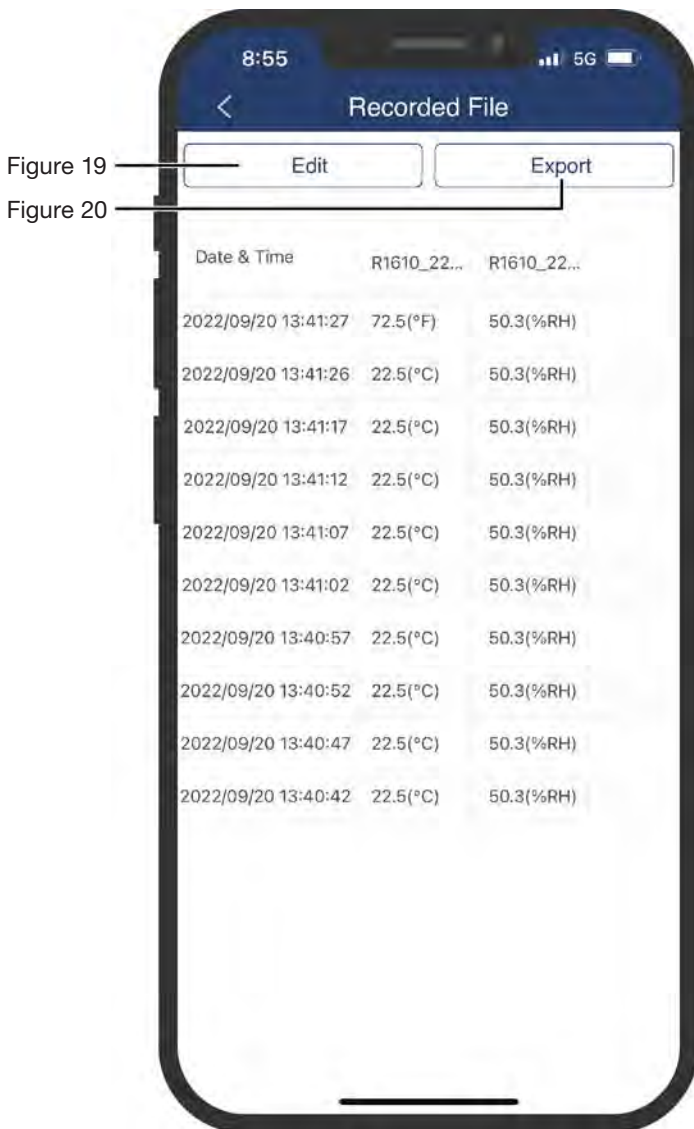 8:55 5G
Recorded File
Figure 19 Edit Export
Figure 20
Date & Time R1610_22... R1610_22...
2022/09/20 13:41:27 72.5(°F) 50.3(%RH)
2022/09/20 13:41:26 22.5(°C) 50.3(%RH)
2022/09/20 13:41:17 22.5(°C) 50.3(%RH)
2022/09/20 13:41:12 22.5(°C) 50.3(%RH)
2022/09/20 13:41:07 22.5(°C) 50.3(%RH)
2022/09/20 13:41:02 22.5(°C) 50.3(%RH)
2022/09/20 13:40:57 22.5(°C) 50.3(%RH)
2022/09/20 13:40:52 22.5(°C) 50.3(%RH)
2022/09/20 13:40:47 22.5(°C) 50.3(%RH)
2022/09/20 13:40:42 22.5(°C) 50.3(%RH)